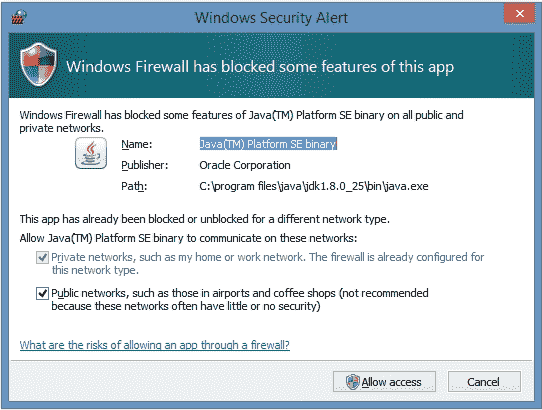 Windows Security Alert
Windows Firewall has blocked some features of this app
Windows Firewall has blocked some features of Java(TM) Platform SE binary on all public and
private networks.
Name: Java(TM) Platform SE binary
Publisher: Oracle Corporation
Path: C:\program files\java\jdk1.8.0_25\bin\java.exe
This app has already been blocked or unblocked for a different network type.
Allow Java(TM) Platform SE binary to communicate on these networks:
Private networks, such as my home or work network. The firewall is already configured for
this network type.
Public networks, such as those in airports and coffee shops (not recommended
because these networks often have little or no security)
What are the risks of allowing an app through a firewall?
Allow access Cancel